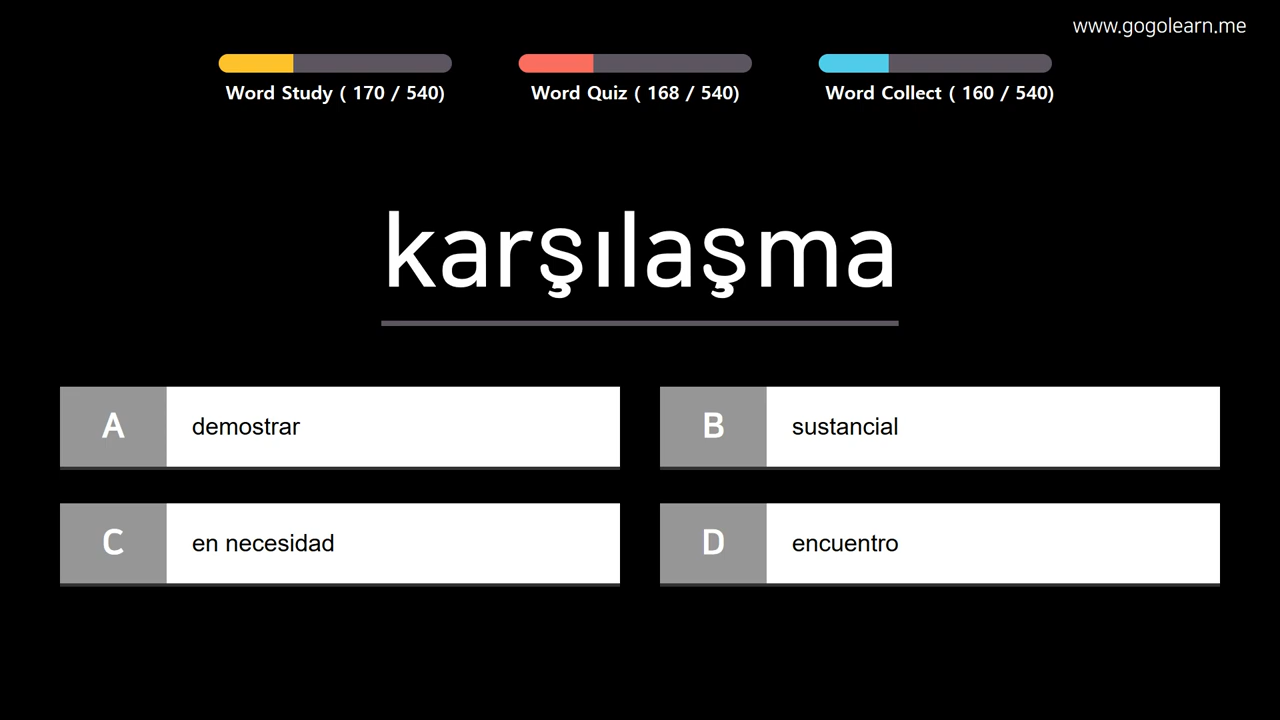 www.gogolearn.me
Word Study ( 170 / 540)
Word Quiz ( 168 / 540)
Word Collect ( 160 / 540)
karşılaşma
A demostrar
B sustancial
C en necesidad
D encuentro